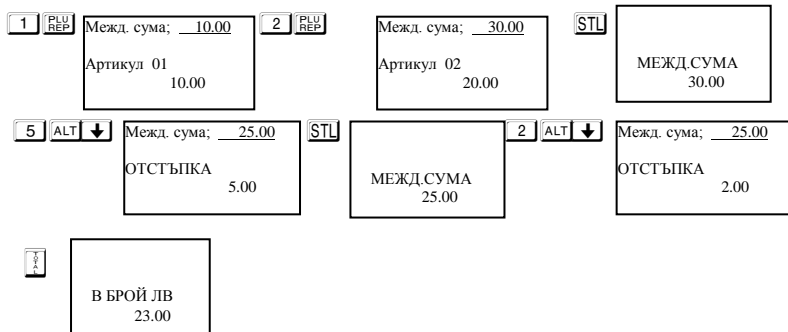 1 PLU REP
Межд. сума; 10.00
Артикул 01
10.00
2 PLU REP
Межд. сума; 30.00
Артикул 02
20.00
STL
МЕЖД.СУМА
30.00
5 ALT
Межд. сума; 25.00
ОТСТЪПКА
5.00
STL
МЕЖД.СУМА
25.00
2 ALT
Межд. сума; 25.00
ОТСТЪПКА
2.00
TOTAL
В БРОЙ ЛВ
23.00